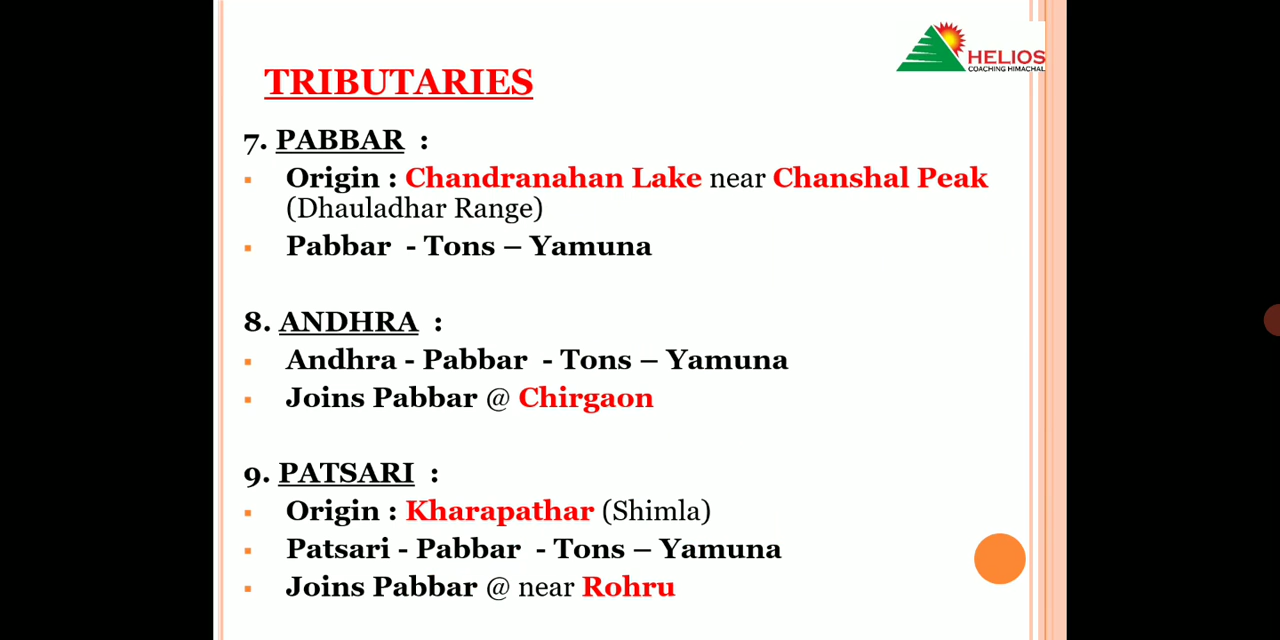 HELIOS
COACHING HIMACHAL
TRIBUTARIES
7. PABBAR :
▪ Origin : Chandranahan Lake near Chanshal Peak
(Dhauladhar Range)
▪ Pabbar - Tons – Yamuna
8. ANDHRA :
▪ Andhra - Pabbar - Tons – Yamuna
▪ Joins Pabbar @ Chirgaon
9. PATSARI :
▪ Origin : Kharapathar (Shimla)
▪ Patsari - Pabbar - Tons – Yamuna
▪ Joins Pabbar @ near Rohru